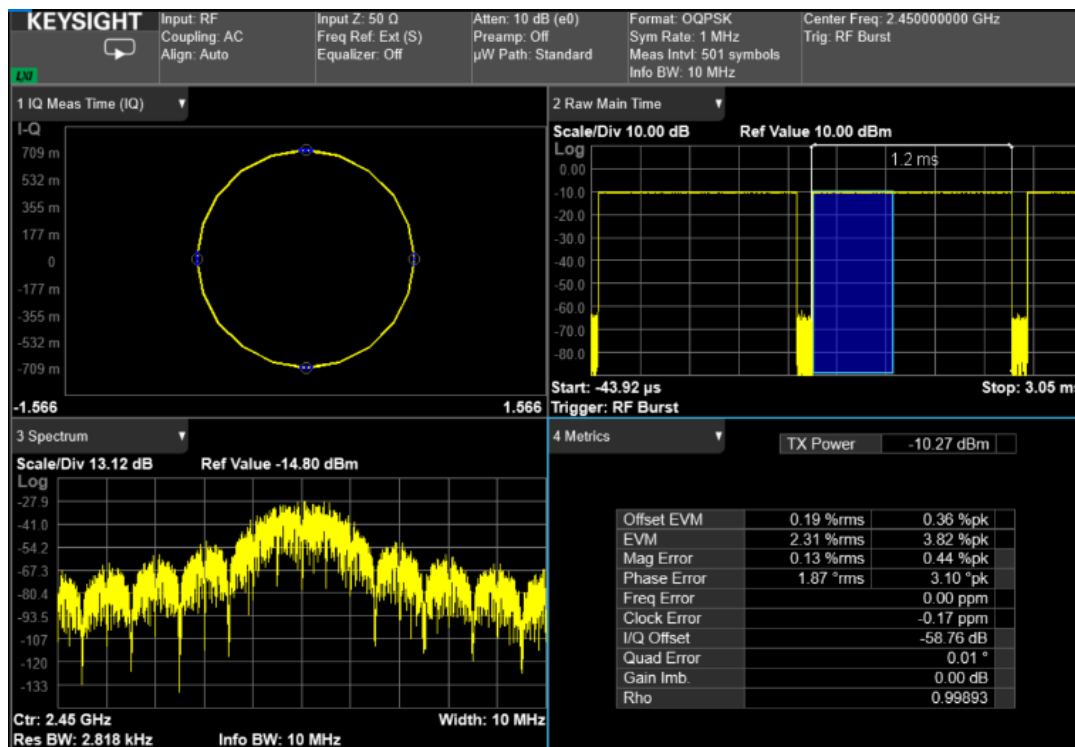 KEYSIGHT
LXI
Input: RF
Coupling: AC
Align: Auto
Input Z: 50 Ω
Freq Ref: Ext (S)
Equalizer: Off
Atten: 10 dB (e0)
Preamp: Off
µW Path: Standard
Format: OQPSK
Sym Rate: 1 MHz
Meas Intvl: 501 symbols
Info BW: 10 MHz
Center Freq: 2.450000000 GHz
Trig: RF Burst
1 IQ Meas Time (IQ)
I-Q
709 m
532 m
355 m
177 m
0
-177 m
-355 m
-532 m
-709 m
-1.566 1.566
2 Raw Main Time
Scale/Div 10.00 dB Ref Value 10.00 dBm
Log
1.2 ms
0.00
-10.0
-20.0
-30.0
-40.0
-50.0
-60.0
-70.0
-80.0
Start: -43.92 µs Stop: 3.05 ms
Trigger: RF Burst
3 Spectrum
Scale/Div 13.12 dB Ref Value -14.80 dBm
Log
-27.9
-41.0
-54.2
-67.3
-80.4
-93.5
-107
-120
-133
Ctr: 2.45 GHz Width: 10 MHz
Res BW: 2.818 kHz Info BW: 10 MHz
4 Metrics
TX Power -10.27 dBm
Offset EVM 0.19 %rms 0.36 %pk
EVM 2.31 %rms 3.82 %pk
Mag Error 0.13 %rms 0.44 %pk
Phase Error 1.87 °rms 3.10 °pk
Freq Error 0.00 ppm
Clock Error -0.17 ppm
I/Q Offset -58.76 dB
Quad Error 0.01 °
Gain Imb. 0.00 dB
Rho 0.99893